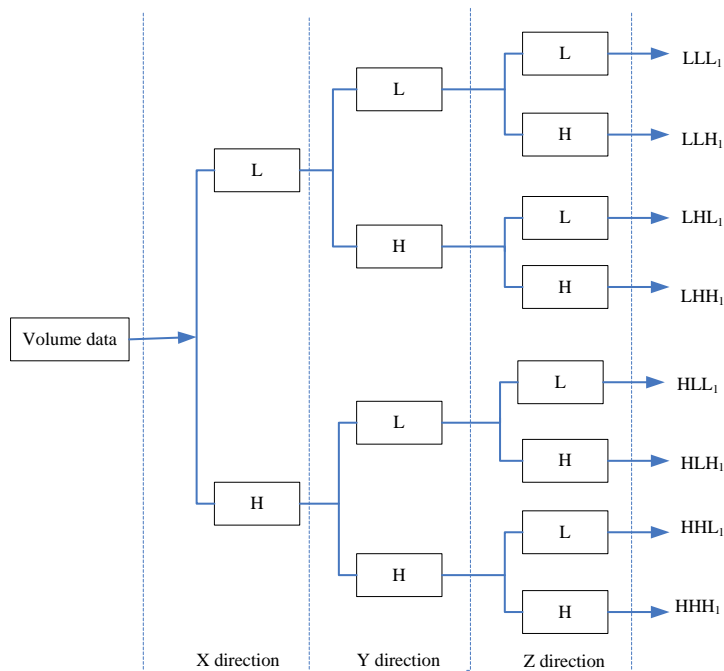 L
LLL₁
L
H
LLH₁
L
L
LHL₁
H
H
LHH₁
Volume data
L
HLL₁
L
H
HLH₁
H
L
HHL₁
H
H
HHH₁
X direction
Y direction
Z direction